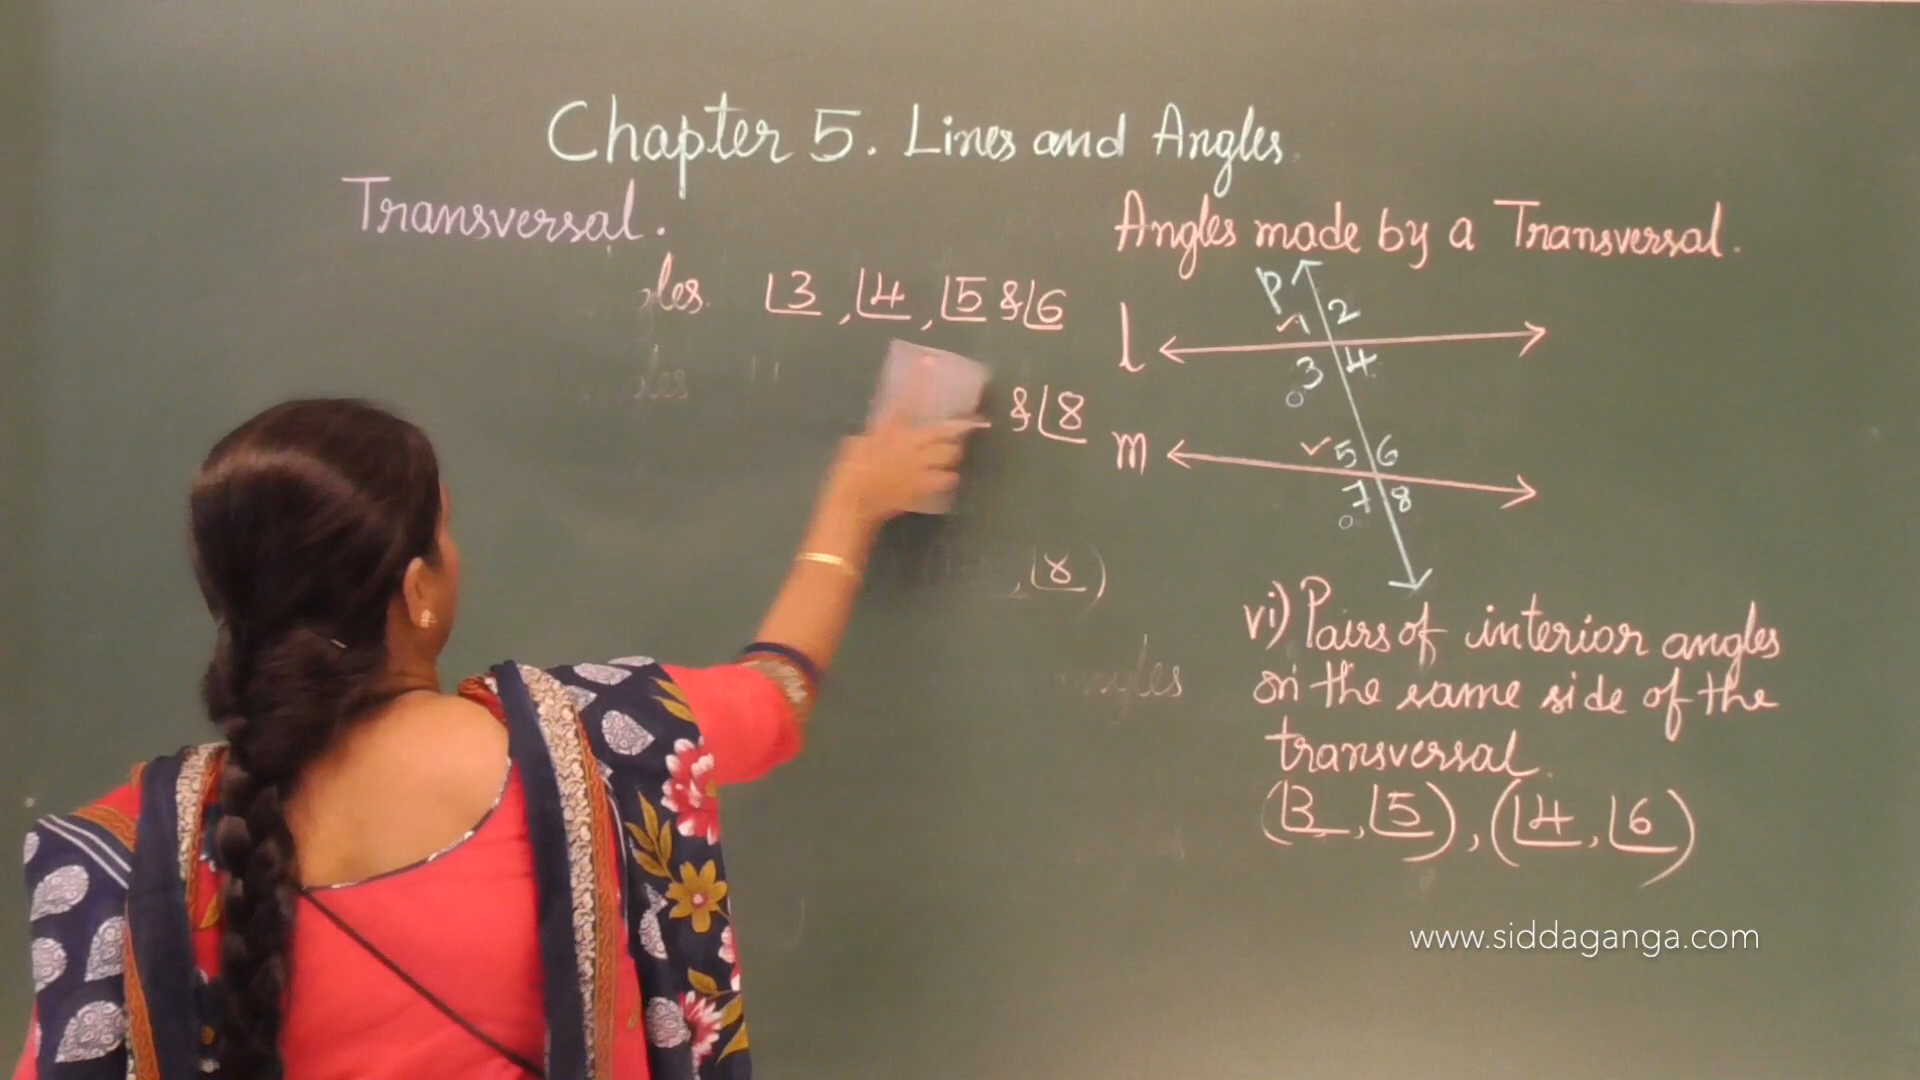 Chapter 5. Lines and Angles.
Transversal.
les. ∠3, ∠4, ∠5 & ∠6
gles
& ∠8
, ∠8)
angles
Angles made by a Transversal.
P
1 2
l
3 4
m
5 6
7 8
vi) Pairs of interior angles
on the same side of the
transversal.
(∠3, ∠5), (∠4, ∠6)
www.siddaganga.com